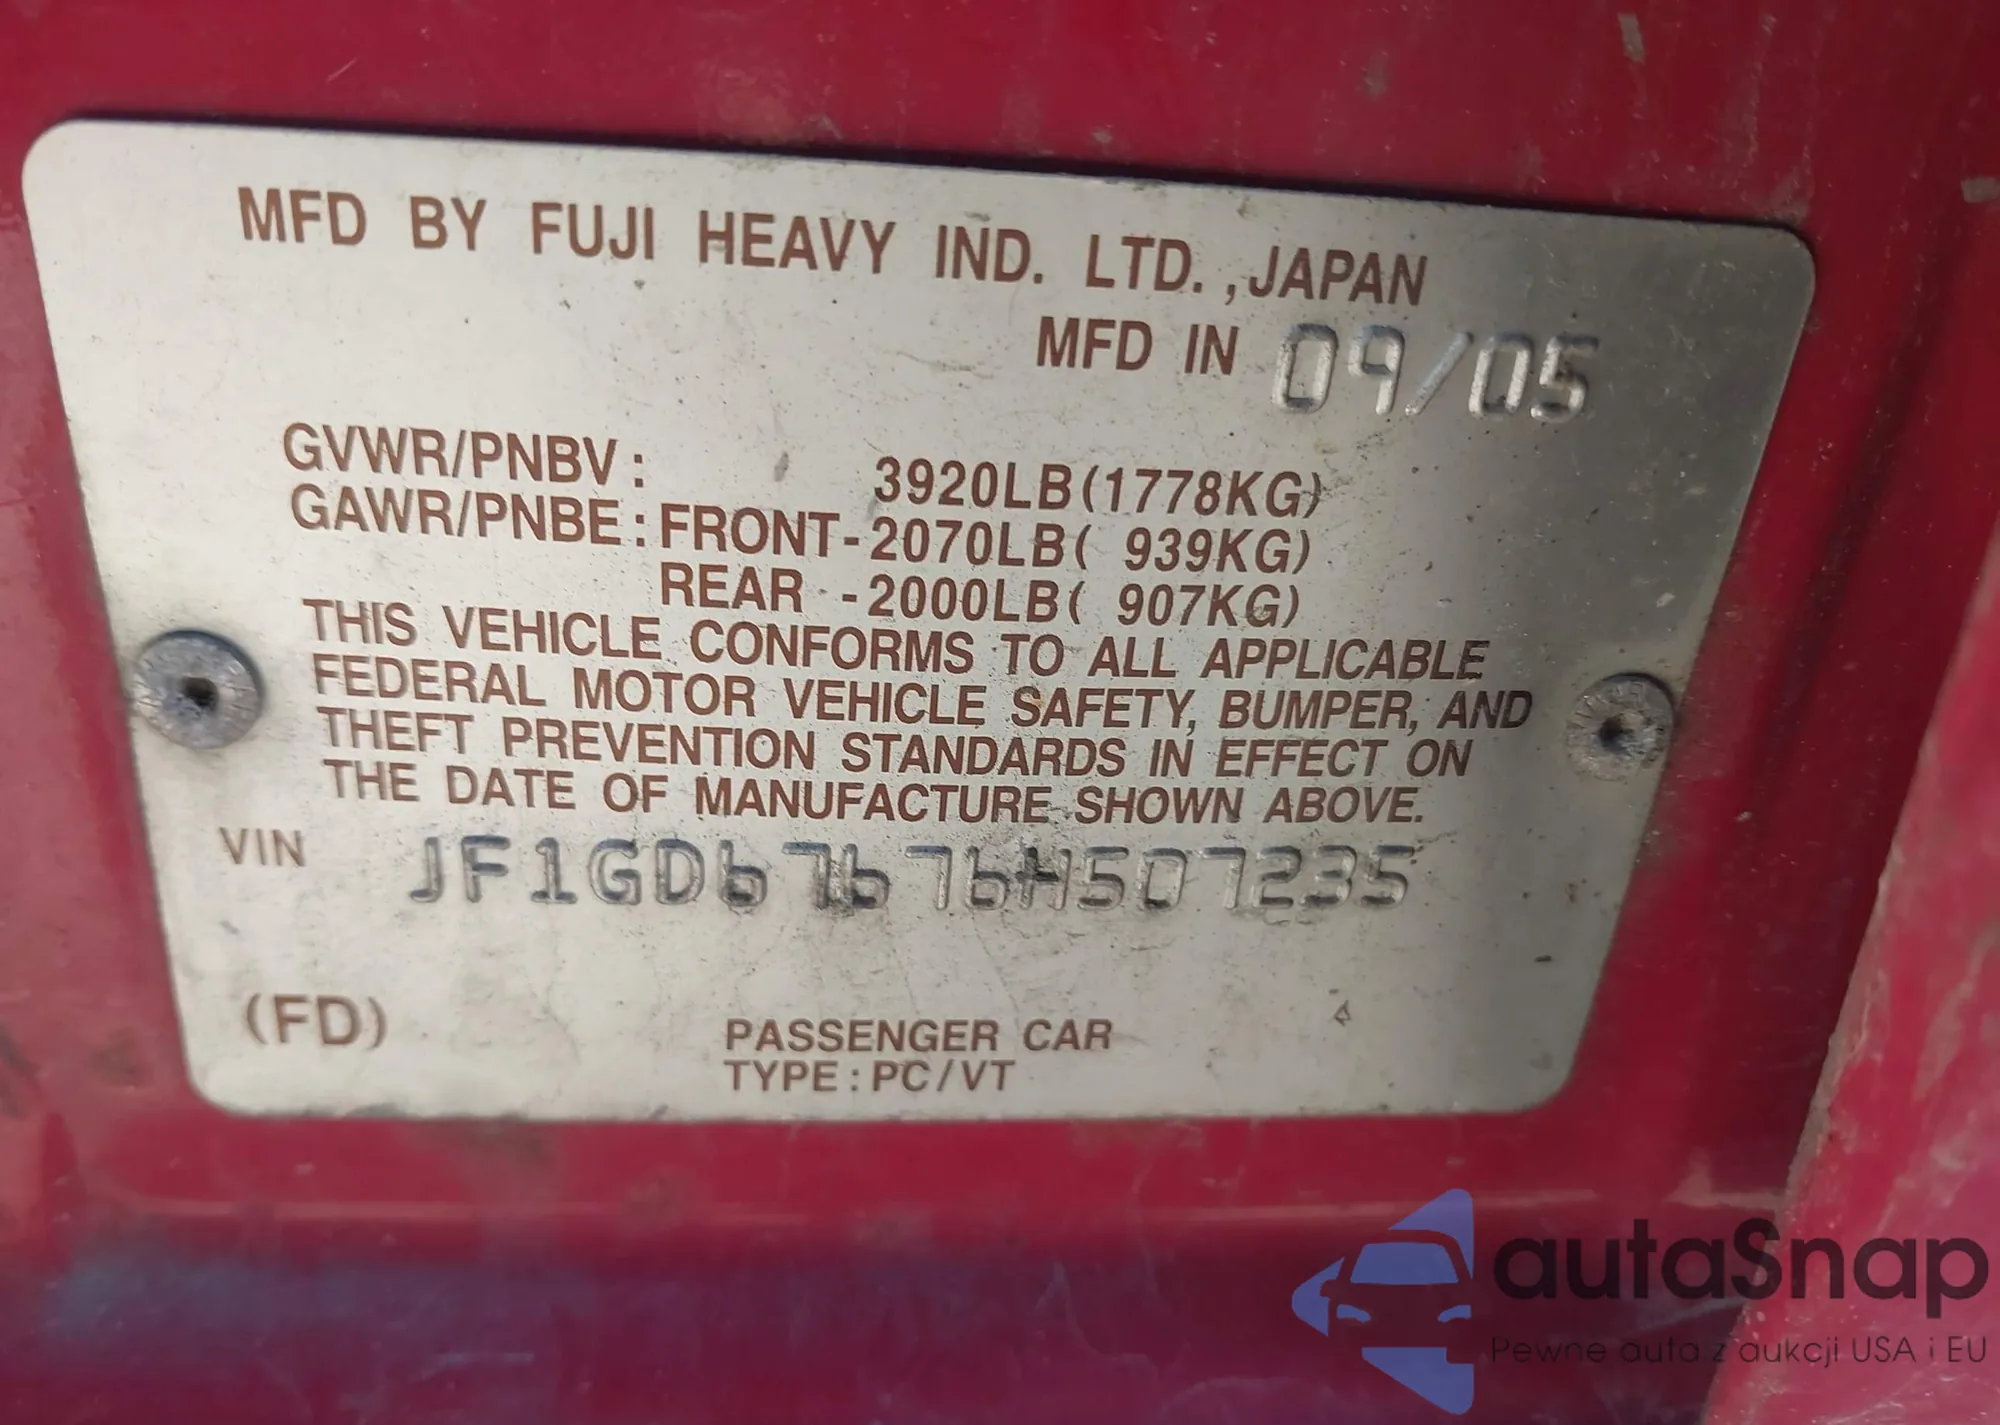 MFD BY FUJI HEAVY IND. LTD., JAPAN
MFD IN 09/05
GVWR/PNBV: 3920LB(1778KG)
GAWR/PNBE: FRONT-2070LB( 939KG)
REAR -2000LB( 907KG)
THIS VEHICLE CONFORMS TO ALL APPLICABLE
FEDERAL MOTOR VEHICLE SAFETY, BUMPER, AND
THEFT PREVENTION STANDARDS IN EFFECT ON
THE DATE OF MANUFACTURE SHOWN ABOVE.
VIN JF1GD67676H507235
(FD)
PASSENGER CAR
TYPE: PC/VT
autaSnap
Pewne auta z aukcji USA i EU